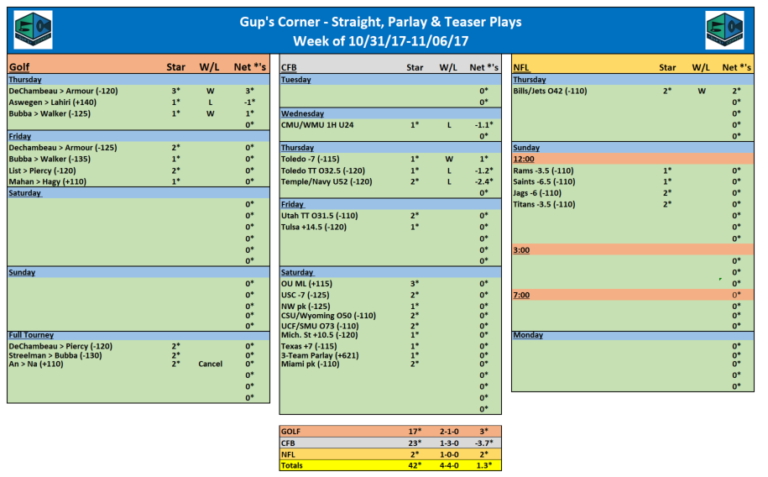 Gup's Corner - Straight, Parlay & Teaser Plays
Week of 10/31/17-11/06/17
Golf Star W/L Net *'s
Thursday
DeChambeau > Armor (-120) 3* W 3*
Aswegen > Lahiri (+140) 1* L -1*
Bubba > Walker (-125) 1* W 1*
0*
Friday
Dechambeau > Armour (-125) 2* 0*
Bubba > Walker (-135) 1* 0*
List > Piercy (-120) 2* 0*
Mahan > Hagy (+110) 1* 0*
Saturday
0*
0*
0*
0*
0*
0*
Sunday
0*
0*
0*
0*
0*
Full Tourney
DeChambeau > Piercy (-120) 2* 0*
Streelman > Bubba (-130) 2* 0*
An > Na (+110) 2* Cancel 0*
0*
0*
0*
CFB Star W/L Net *'s
Tuesday
0*
0*
Wednesday
CMU/WMU 1H U24 1* L -1.1*
0*
Thursday
Toledo -7 (-115) 1* W 1*
Toledo TT O32.5 (-120) 1* L -1.2*
Temple/Navy U52 (-120) 2* L -2.4*
0*
Friday
Utah TT O31.5 (-110) 2* 0*
Tulsa +14.5 (-120) 1* 0*
0*
0*
0*
Saturday
OU ML (+115) 3* 0*
USC -7 (-125) 2* 0*
NW pk (-125) 1* 0*
CSU/Wyoming O50 (-110) 2* 0*
UCF/SMU O73 (-110) 2* 0*
Mich. St +10.5 (-120) 1* 0*
Texas +7 (-115) 1* 0*
3-Team Parlay (+621) 1* 0*
Miami pk (-110) 2* 0*
0*
0*
0*
0*
NFL Star W/L Net *'s
Thursday
Bills/Jets O42 (-110) 2* W 2*
0*
0*
0*
0*
Sunday
12:00
Rams -3.5 (-110) 1* 0*
Saints -6.5 (-110) 1* 0*
Jags -6 (-110) 2* 0*
Titans -3.5 (-110) 2* 0*
0*
0*
3:00
0*
0*
0*
7:00 0*
0*
0*
Monday
0*
0*
0*
0*
GOLF 17* 2-1-0 3*
CFB 23* 1-3-0 -3.7*
NFL 2* 1-0-0 2*
Totals 42* 4-4-0 1.3*